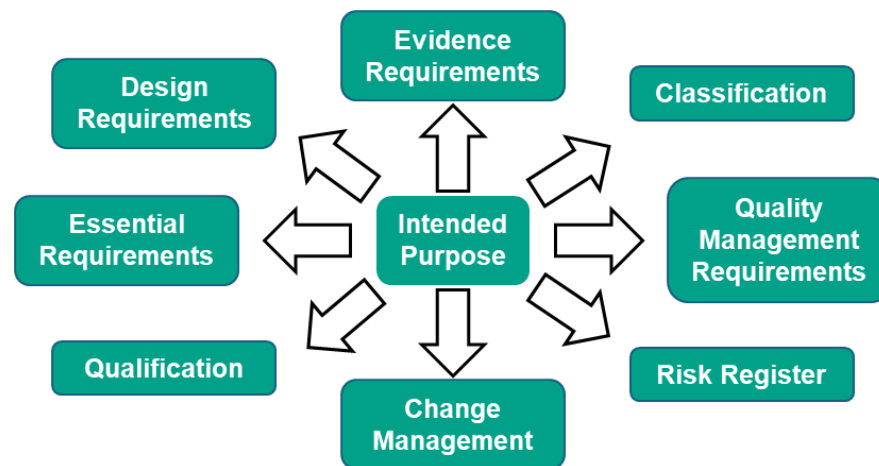 Evidence
Requirements
Design
Requirements
Classification
Essential
Requirements
Intended
Purpose
Quality
Management
Requirements
Qualification
Change
Management
Risk Register